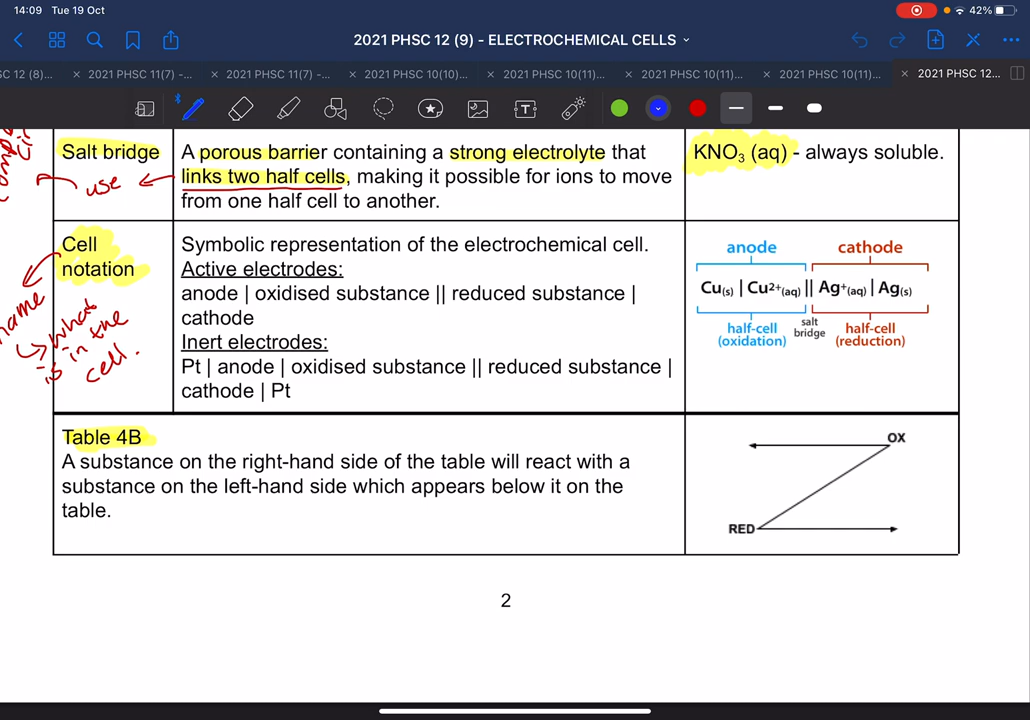 14:09 Tue 19 Oct
42%
2021 PHSC 12 (9) - ELECTROCHEMICAL CELLS
SC 12 (8)...
2021 PHSC 11(7) -...
2021 PHSC 11(7) -...
2021 PHSC 10(10)...
2021 PHSC 10(11)...
2021 PHSC 10(11)...
2021 PHSC 10(11)...
2021 PHSC 12...
Salt bridge
use
A porous barrier containing a strong electrolyte that
links two half cells, making it possible for ions to move
from one half cell to another.
KNO₃ (aq) - always soluble.
Cell
notation
name
what
is in the
cell.
Symbolic representation of the electrochemical cell.
Active electrodes:
anode | oxidised substance || reduced substance |
cathode
Inert electrodes:
Pt | anode | oxidised substance || reduced substance |
cathode | Pt
anode cathode
Cu(s) | Cu²⁺(aq) || Ag⁺(aq) | Ag(s)
half-cell
(oxidation)
salt
bridge
half-cell
(reduction)
Table 4B
A substance on the right-hand side of the table will react with a
substance on the left-hand side which appears below it on the
table.
OX
RED
2